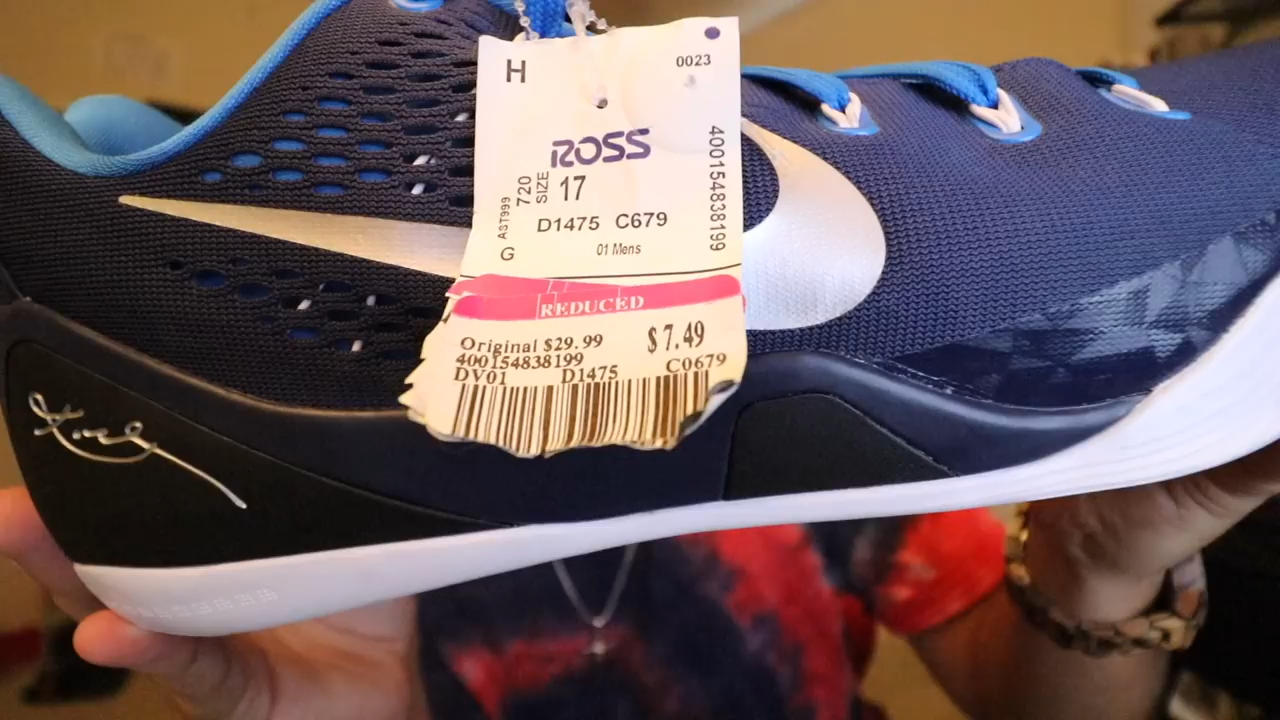 H
0023
ROSS
400154838199
AST999
720
SIZE
17
D1475 C679
G
01 Mens
REDUCED
Original $29.99
$7.49
400154838199
C0679
DV01
D1475